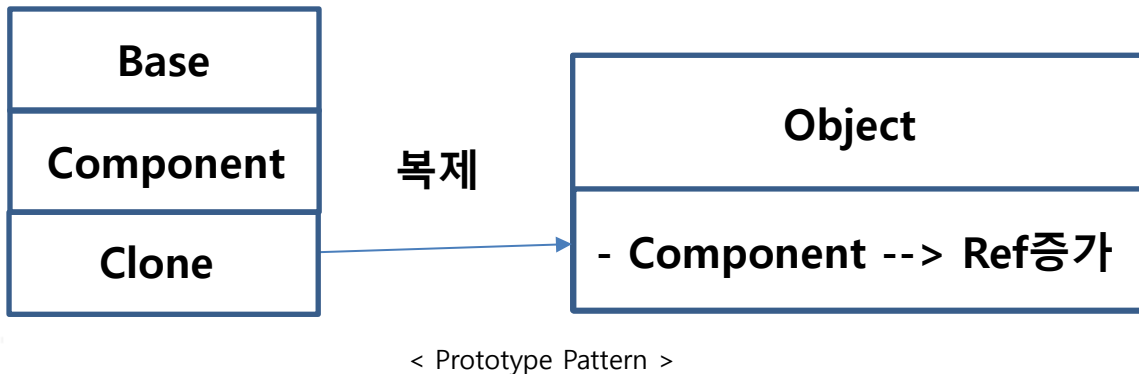 Base
Component
Clone
복제
Object
- Component --> Ref증가
< Prototype Pattern >